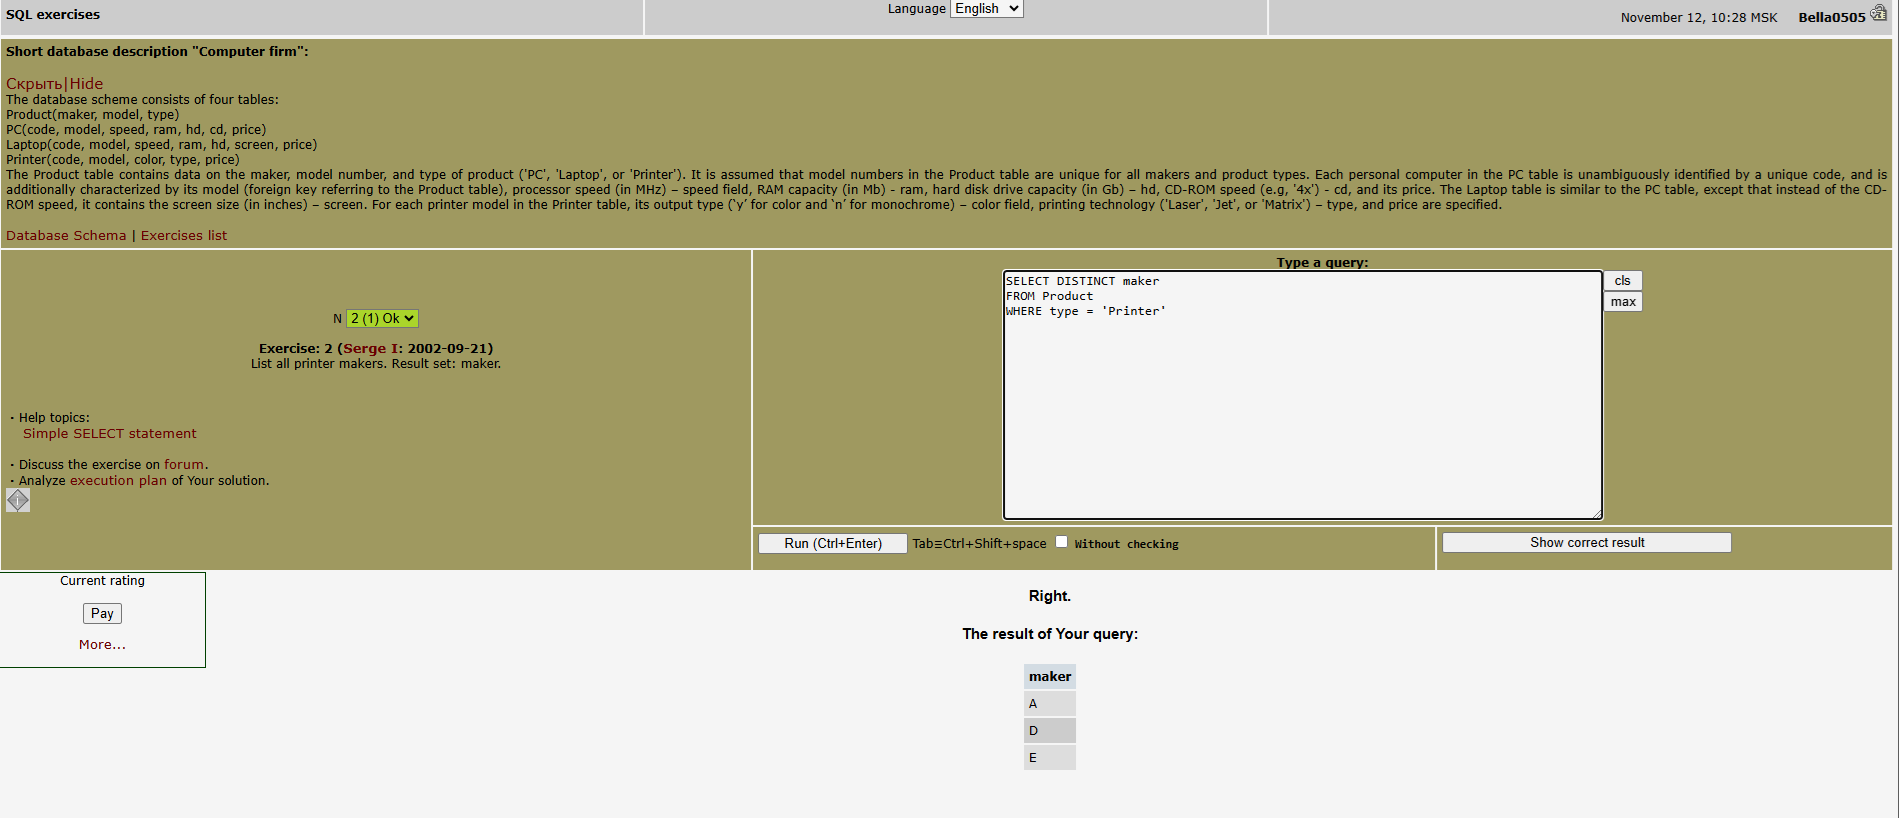 SQL exercises
Language English
November 12, 10:28 MSK Bella0505
Short database description "Computer firm":
Скрыть|Hide
The database scheme consists of four tables:
Product(maker, model, type)
PC(code, model, speed, ram, hd, cd, price)
Laptop(code, model, speed, ram, hd, screen, price)
Printer(code, model, color, type, price)
The Product table contains data on the maker, model number, and type of product ('PC', 'Laptop', or 'Printer'). It is assumed that model numbers in the Product table are unique for all makers and product types. Each personal computer in the PC table is unambiguously identified by a unique code, and is
additionally characterized by its model (foreign key referring to the Product table), processor speed (in MHz) – speed field, RAM capacity (in Mb) - ram, hard disk drive capacity (in Gb) – hd, CD-ROM speed (e.g, '4x') - cd, and its price. The Laptop table is similar to the PC table, except that instead of the CD-
ROM speed, it contains the screen size (in inches) – screen. For each printer model in the Printer table, its output type (‘y’ for color and ‘n’ for monochrome) – color field, printing technology ('Laser', 'Jet', or 'Matrix') – type, and price are specified.
Database Schema | Exercises list
N 2 (1) Ok
Exercise: 2 (Serge I: 2002-09-21)
List all printer makers. Result set: maker.
· Help topics:
Simple SELECT statement
· Discuss the exercise on forum.
· Analyze execution plan of Your solution.
Type a query:
SELECT DISTINCT maker
FROM Product
WHERE type = 'Printer'
cls
max
Run (Ctrl+Enter) Tab≡Ctrl+Shift+space Without checking
Show correct result
Current rating
Pay
More...
Right.
The result of Your query:
maker
A
D
E